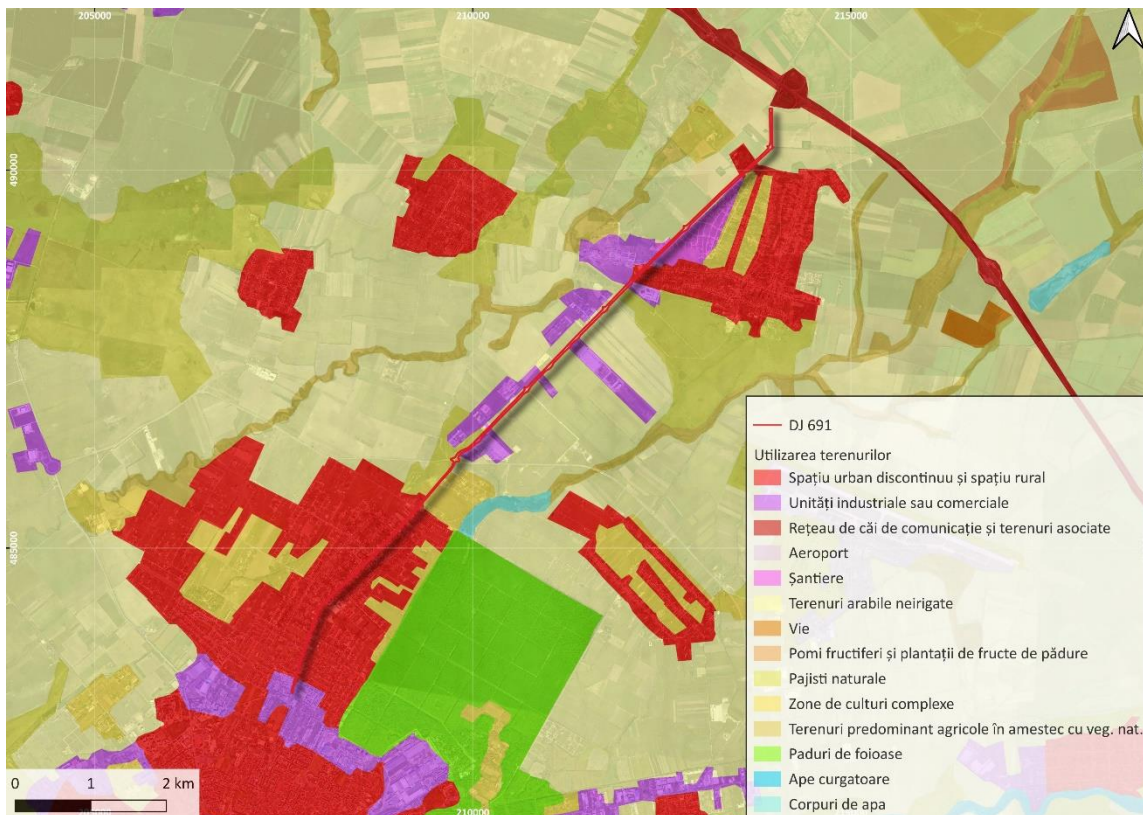 205000
210000
215000
490000
485000
DJ 691
Utilizarea terenurilor
Spațiu urban discontinuu și spațiu rural
Unități industriale sau comerciale
Rețeau de căi de comunicație și terenuri asociate
Aeroport
Șantiere
Terenuri arabile neirigate
Vie
Pomi fructiferi și plantații de fructe de pădure
Pajisti naturale
Zone de culturi complexe
Terenuri predominant agricole în amestec cu veg. nat.
Paduri de foioase
Ape curgatoare
Corpuri de apa
0 1 2 km
210000